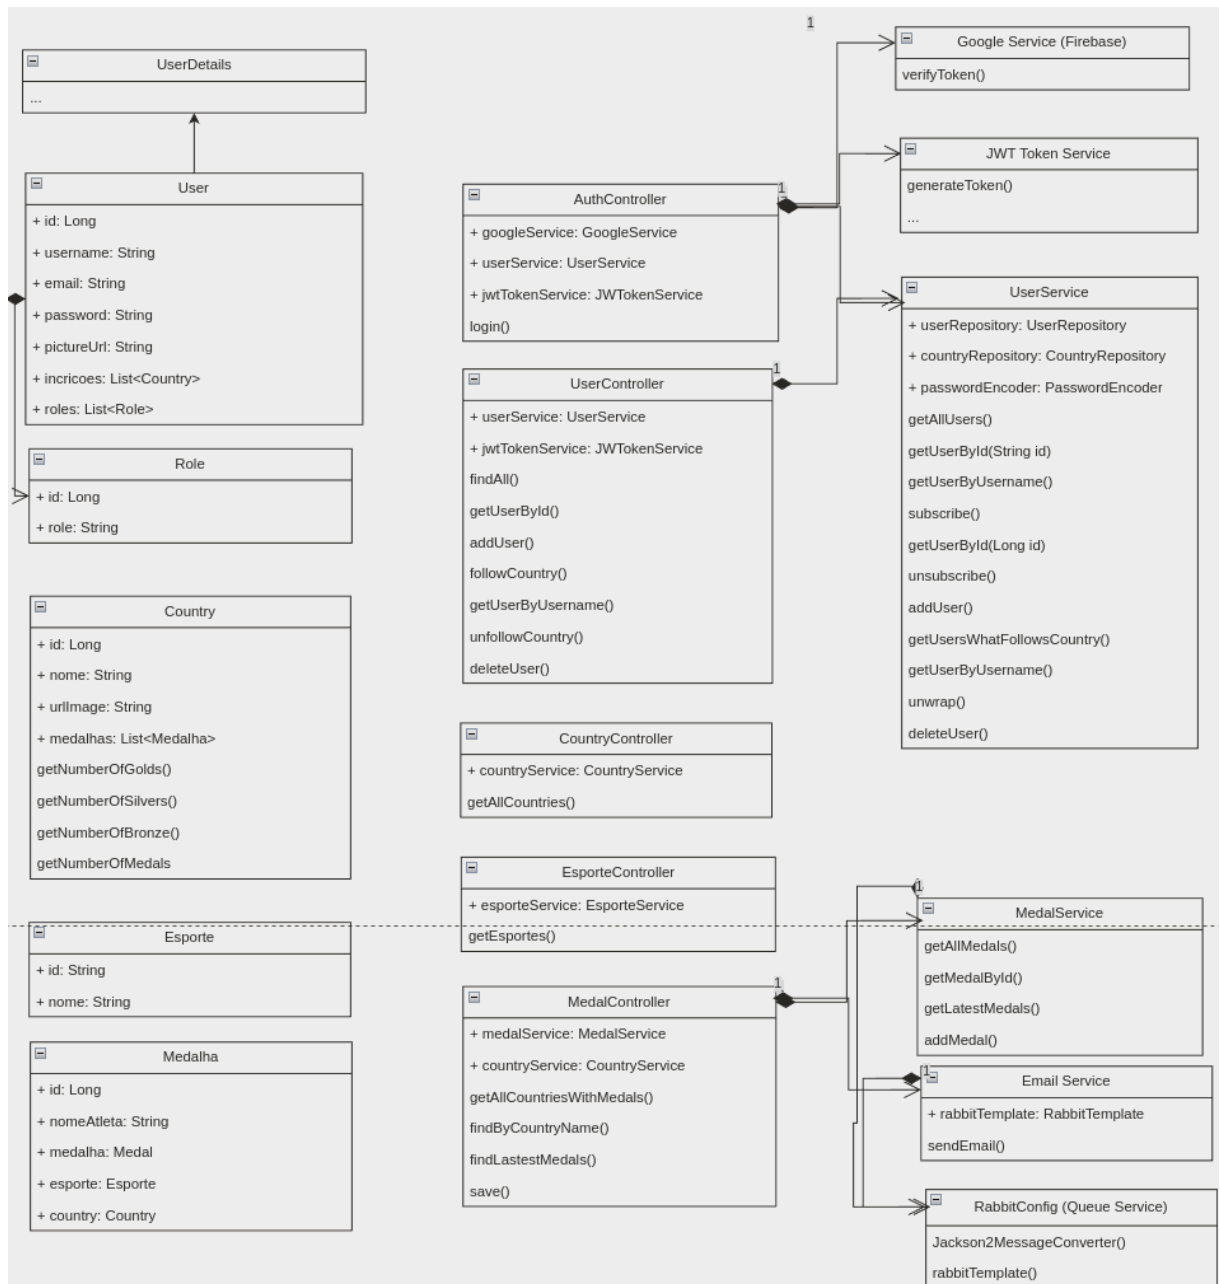 UserDetails
...
User
+ id: Long
+ username: String
+ email: String
+ password: String
+ pictureUrl: String
+ incricoes: List<Country>
+ roles: List<Role>
Role
+ id: Long
+ role: String
Country
+ id: Long
+ nome: String
+ urlImage: String
+ medalhas: List<Medalha>
getNumberOfGolds()
getNumberOfSilvers()
getNumberOfBronze()
getNumberOfMedals
Esporte
+ id: String
+ nome: String
Medalha
+ id: Long
+ nomeAtleta: String
+ medalha: Medal
+ esporte: Esporte
+ country: Country
1
AuthController
+ googleService: GoogleService
+ userService: UserService
+ jwtTokenService: JWTokenService
login()
1
UserController
+ userService: UserService
+ jwtTokenService: JWTokenService
findAll()
getUserById()
addUser()
followCountry()
getUserByUsername()
unfollowCountry()
deleteUser()
CountryController
+ countryService: CountryService
getAllCountries()
EsporteController
+ esporteService: EsporteService
getEsportes()
1
MedalController
+ medalService: MedalService
+ countryService: CountryService
getAllCountriesWithMedals()
findByCountryName()
findLastestMedals()
save()
1
Google Service (Firebase)
verifyToken()
JWT Token Service
generateToken()
...
UserService
+ userRepository: UserRepository
+ countryRepository: CountryRepository
+ passwordEncoder: PasswordEncoder
getAllUsers()
getUserById(String id)
getUserByUsername()
subscribe()
getUserById(Long id)
unsubscribe()
addUser()
getUsersWhatFollowsCountry()
getUserByUsername()
unwrap()
deleteUser()
1
MedalService
getAllMedals()
getMedalById()
getLatestMedals()
addMedal()
1
Email Service
+ rabbitTemplate: RabbitTemplate
sendEmail()
RabbitConfig (Queue Service)
Jackson2MessageConverter()
rabbitTemplate()